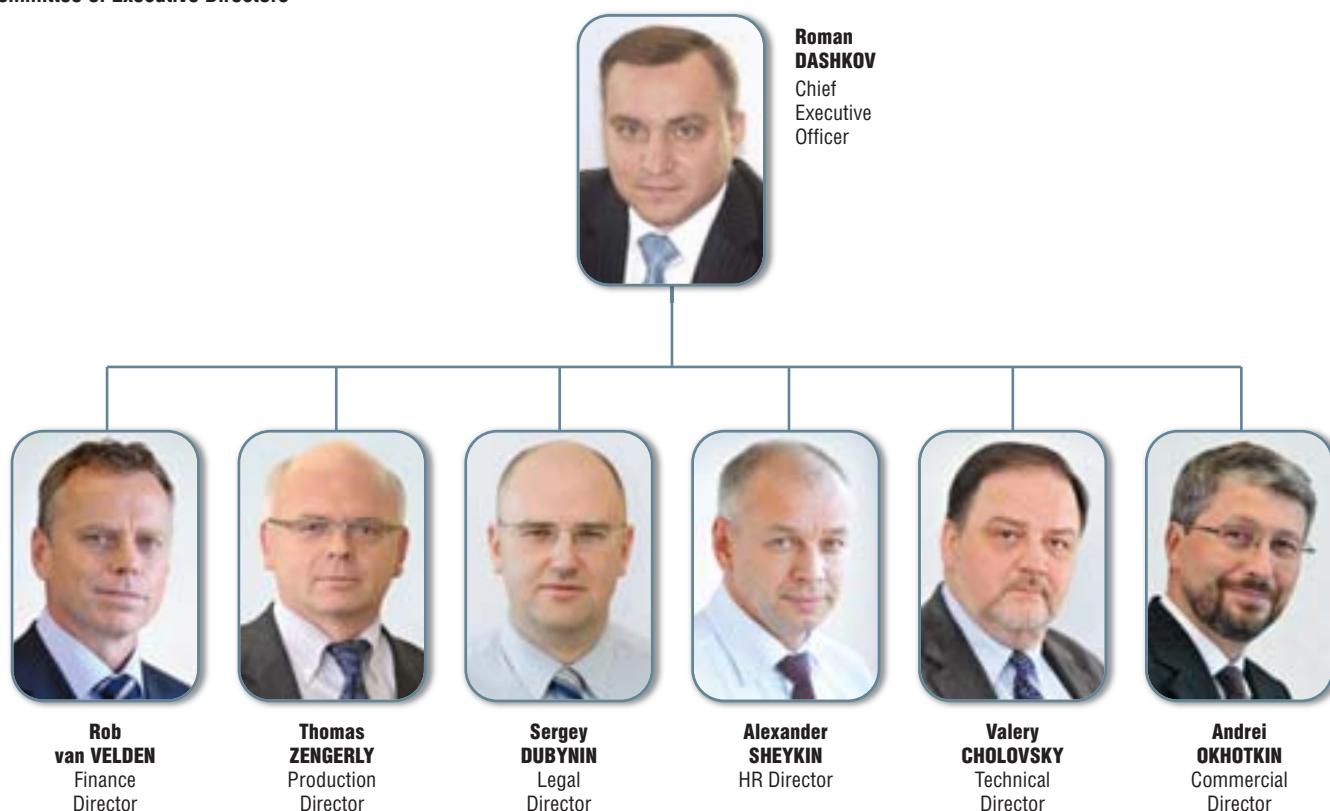 Committee of Executive Directors
Roman
DASHKOV
Chief
Executive
Officer
Rob
van VELDEN
Finance
Director
Thomas
ZENGERLY
Production
Director
Sergey
DUBYNIN
Legal
Director
Alexander
SHEYKIN
HR Director
Valery
CHOLOVSKY
Technical
Director
Andrei
OKHOTKIN
Commercial
Director